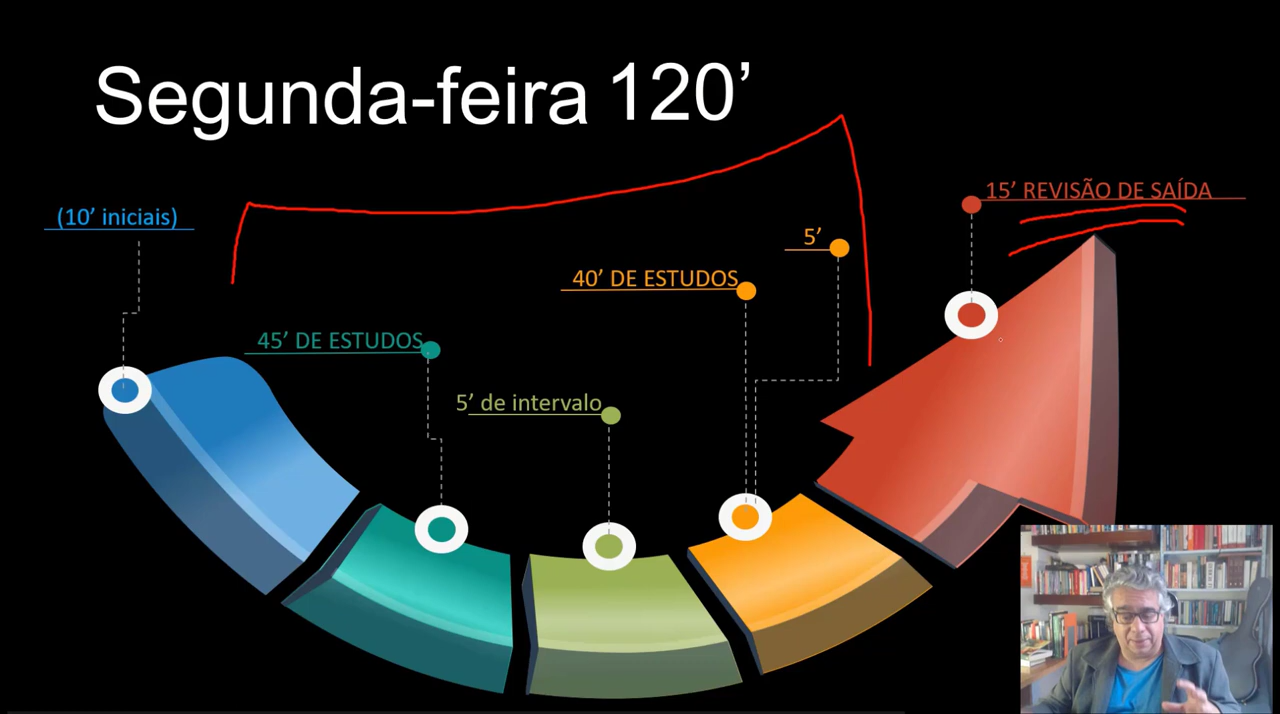 Segunda-feira 120’
(10’ iniciais)
45’ DE ESTUDOS
5’ de intervalo
40’ DE ESTUDOS
5’
15’ REVISÃO DE SAÍDA